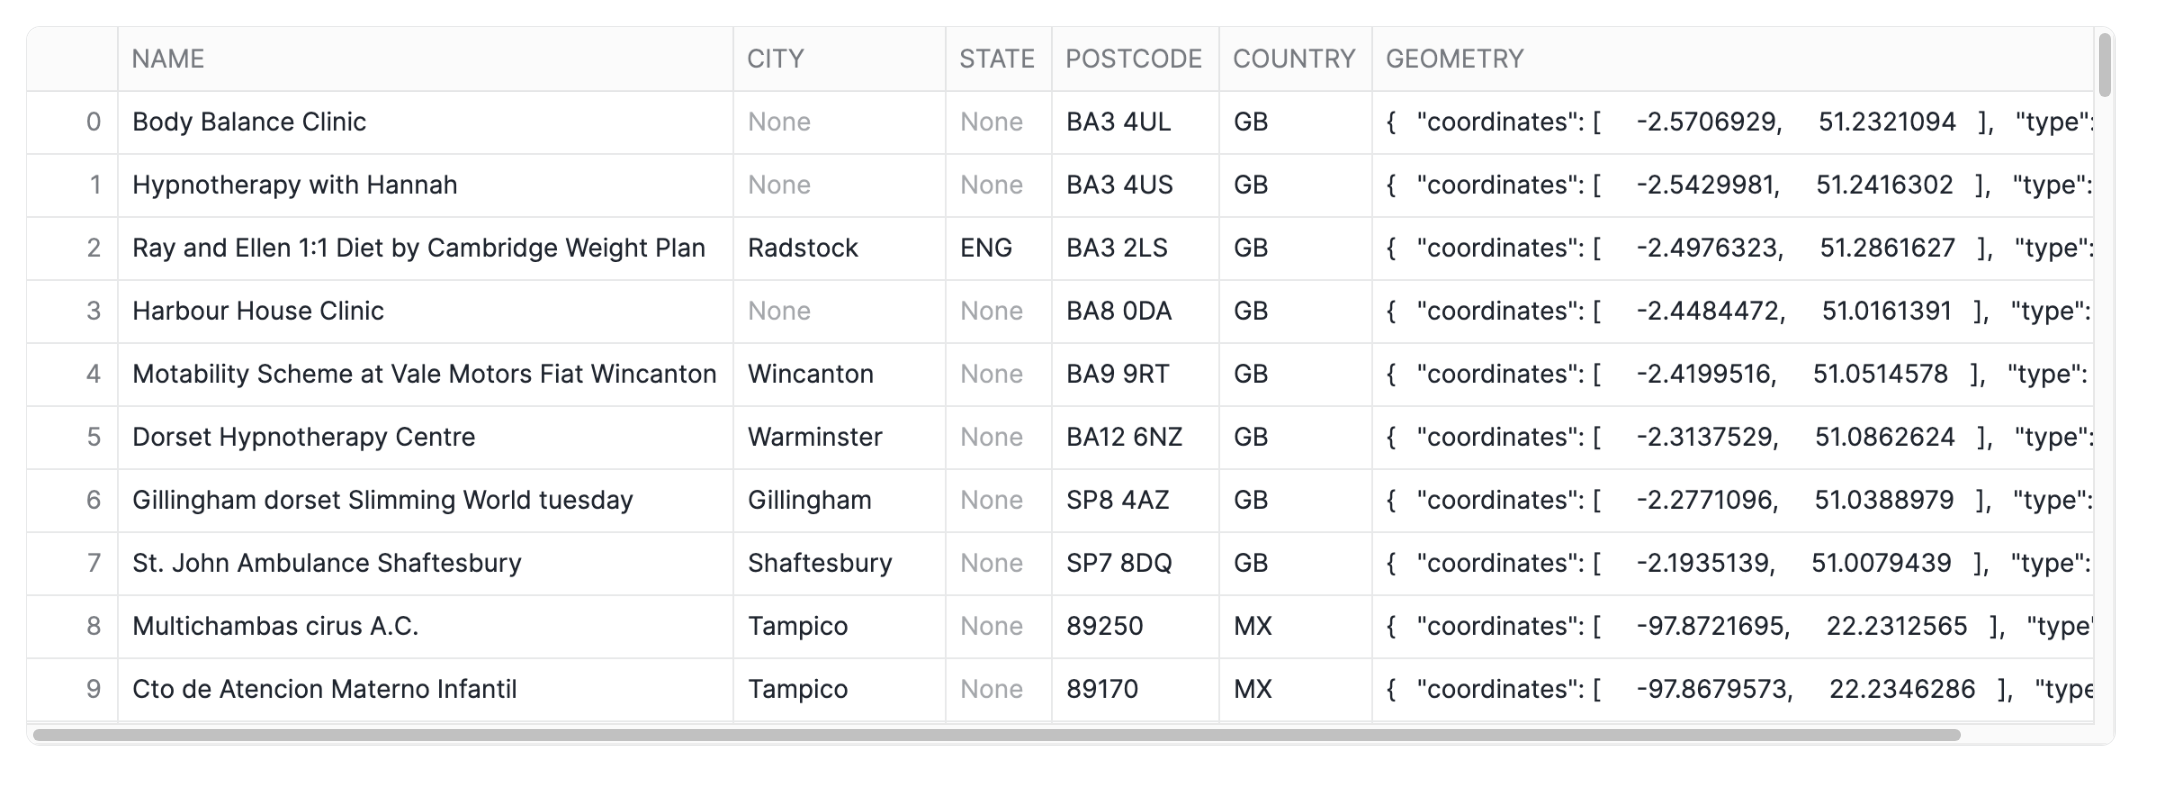 NAME CITY STATE POSTCODE COUNTRY GEOMETRY
0 Body Balance Clinic None None BA3 4UL GB { "coordinates": [ -2.5706929, 51.2321094 ], "type":
1 Hypnotherapy with Hannah None None BA3 4US GB { "coordinates": [ -2.5429981, 51.2416302 ], "type":
2 Ray and Ellen 1:1 Diet by Cambridge Weight Plan Radstock ENG BA3 2LS GB { "coordinates": [ -2.4976323, 51.2861627 ], "type":
3 Harbour House Clinic None None BA8 0DA GB { "coordinates": [ -2.4484472, 51.0161391 ], "type":
4 Motability Scheme at Vale Motors Fiat Wincanton Wincanton None BA9 9RT GB { "coordinates": [ -2.4199516, 51.0514578 ], "type":
5 Dorset Hypnotherapy Centre Warminster None BA12 6NZ GB { "coordinates": [ -2.3137529, 51.0862624 ], "type":
6 Gillingham dorset Slimming World tuesday Gillingham None SP8 4AZ GB { "coordinates": [ -2.2771096, 51.0388979 ], "type":
7 St. John Ambulance Shaftesbury Shaftesbury None SP7 8DQ GB { "coordinates": [ -2.1935139, 51.0079439 ], "type":
8 Multichambas cirus A.C. Tampico None 89250 MX { "coordinates": [ -97.8721695, 22.2312565 ], "type"
9 Cto de Atencion Materno Infantil Tampico None 89170 MX { "coordinates": [ -97.8679573, 22.2346286 ], "type